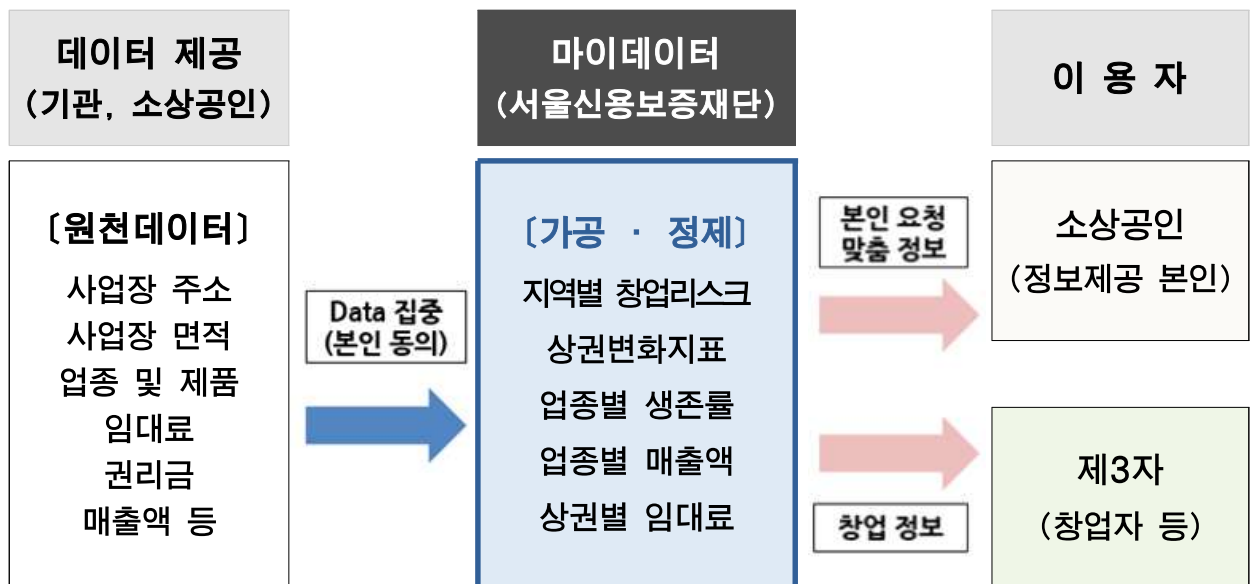 데이터 제공
(기관, 소상공인)
마이데이터
(서울신용보증재단)
이 용 자
〔원천데이터〕
사업장 주소
사업장 면적
업종 및 제품
임대료
권리금
매출액 등
Data 집중
(본인 동의)
〔가공 · 정제〕
지역별 창업리스크
상권변화지표
업종별 생존률
업종별 매출액
상권별 임대료
본인 요청
맞춤 정보
소상공인
(정보제공 본인)
창업 정보
제3자
(창업자 등)